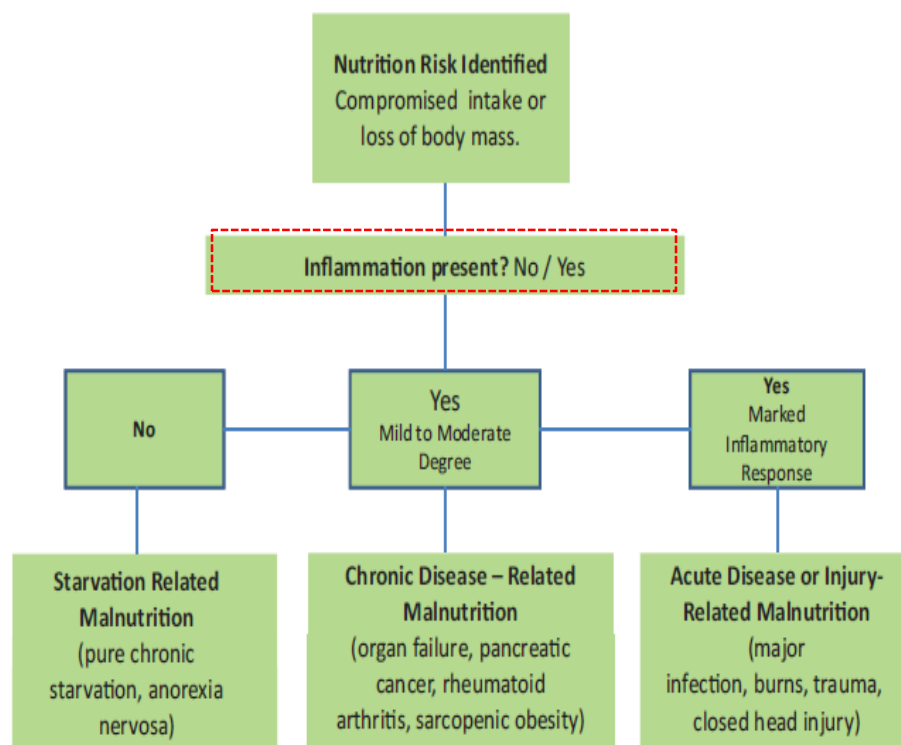 Nutrition Risk Identified
Compromised intake or
loss of body mass.
Inflammation present? No / Yes
No
Yes
Mild to Moderate
Degree
Yes
Marked
Inflammatory
Response
Starvation Related
Malnutrition
(pure chronic
starvation, anorexia
nervosa)
Chronic Disease – Related
Malnutrition
(organ failure, pancreatic
cancer, rheumatoid
arthritis, sarcopenic obesity)
Acute Disease or Injury-
Related Malnutrition
(major
infection, burns, trauma,
closed head injury)